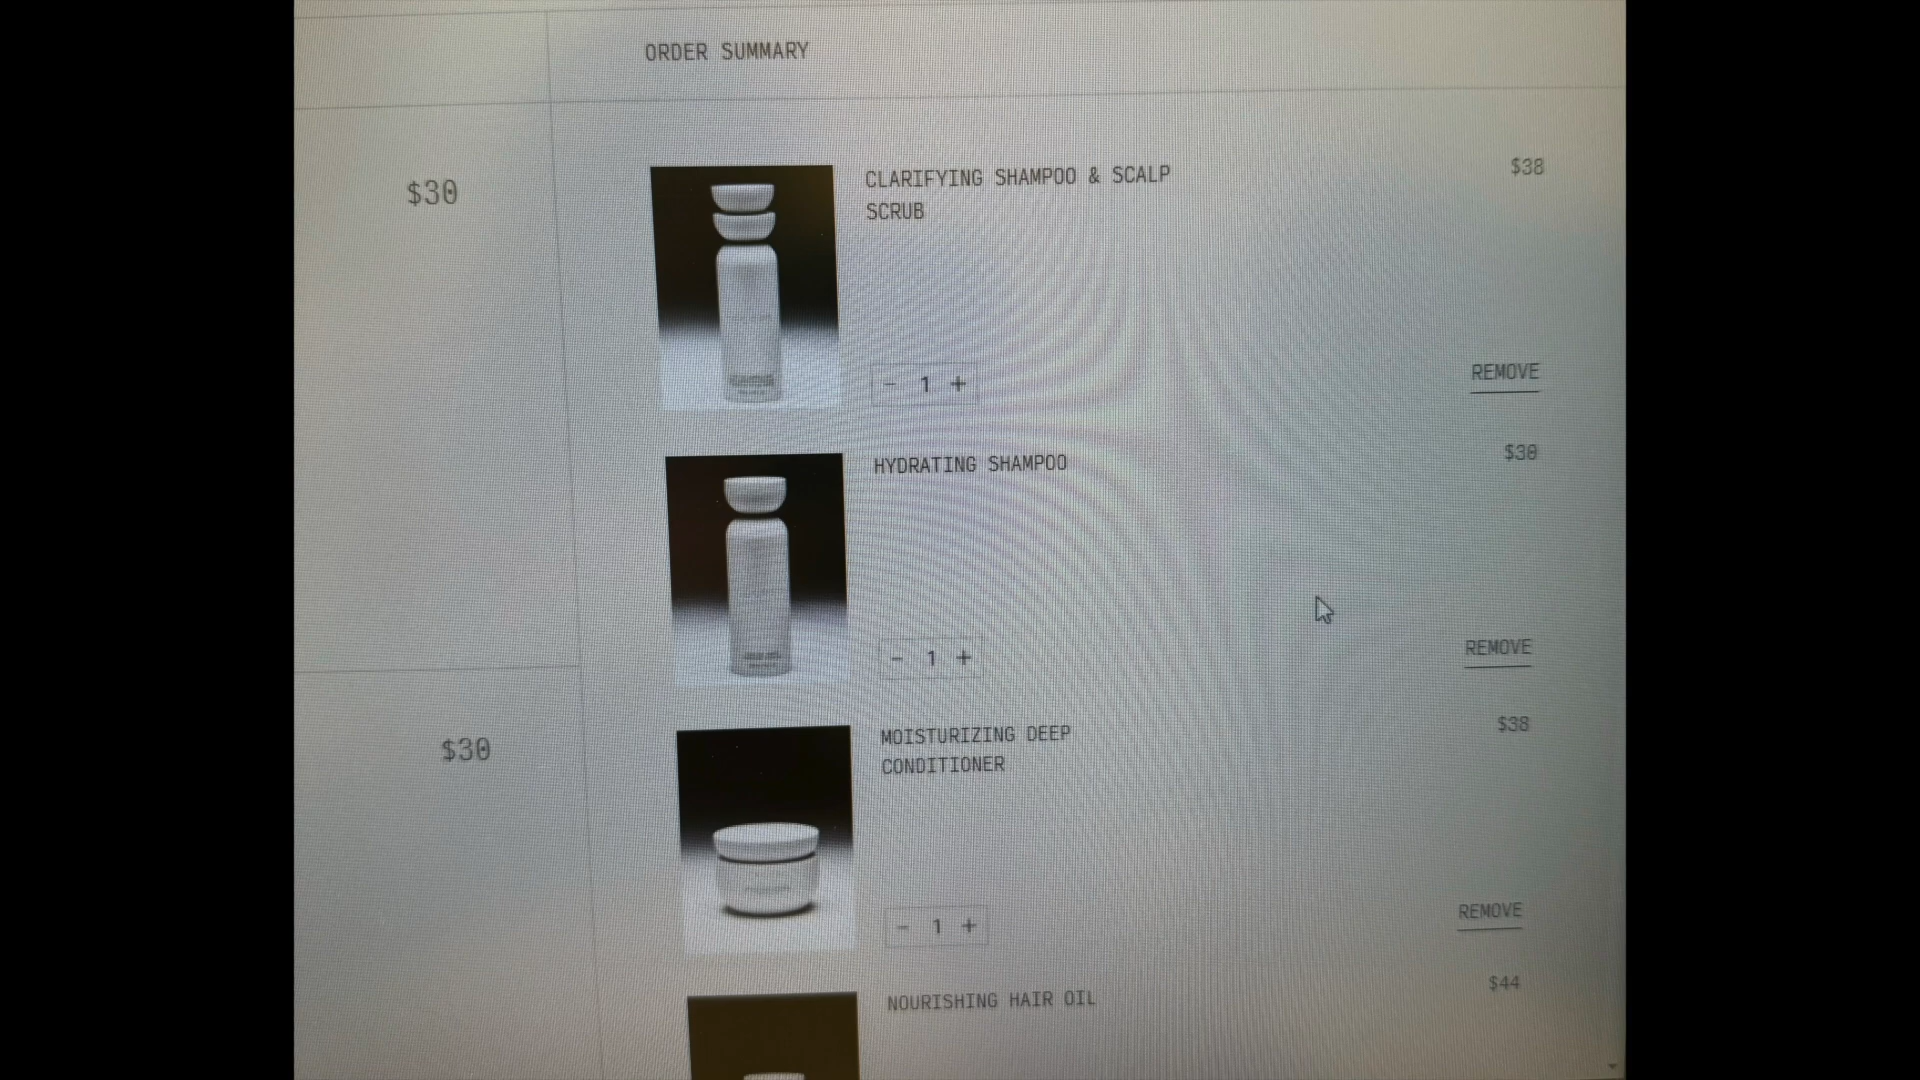 ORDER SUMMARY
$30
CLARIFYING SHAMPOO & SCALP
SCRUB
$38
− 1 +
REMOVE
HYDRATING SHAMPOO
$30
− 1 +
REMOVE
$30
MOISTURIZING DEEP
CONDITIONER
$38
− 1 +
REMOVE
NOURISHING HAIR OIL
$44